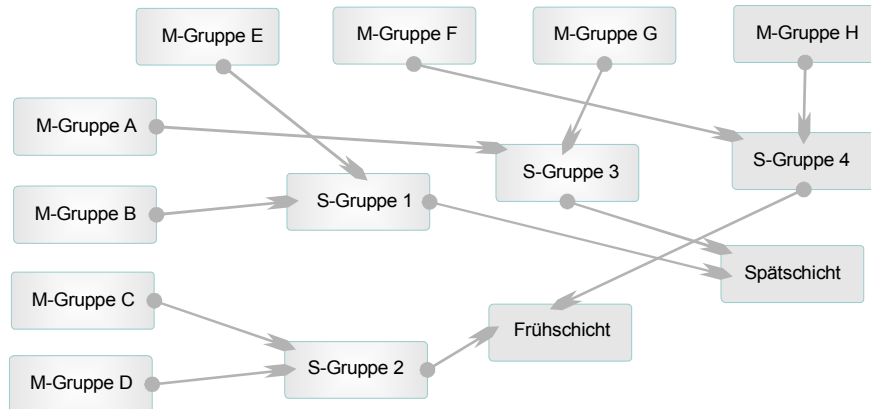 M-Gruppe E
M-Gruppe F
M-Gruppe G
M-Gruppe H
M-Gruppe A
S-Gruppe 3
S-Gruppe 4
M-Gruppe B
S-Gruppe 1
Spätschicht
M-Gruppe C
Frühschicht
S-Gruppe 2
M-Gruppe D